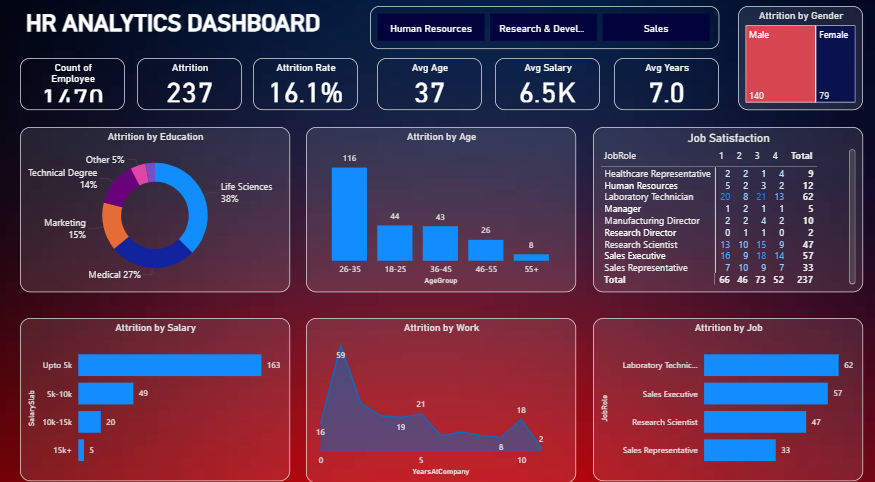 HR ANALYTICS DASHBOARD
Human Resources
Research & Devel...
Sales
Attrition by Gender
Male
Female
140
79
Count of
Employee
1470
Attrition
237
Attrition Rate
16.1%
Avg Age
37
Avg Salary
6.5K
Avg Years
7.0
Attrition by Education
Other 5%
Technical Degree
14%
Marketing
15%
Medical 27%
Life Sciences
38%
Attrition by Age
116
44
43
26
8
26-35 18-25 36-45 46-55 55+
AgeGroup
Job Satisfaction
JobRole 1 2 3 4 Total
Healthcare Representative 2 2 1 4 9
Human Resources 5 2 3 2 12
Laboratory Technician 20 8 21 13 62
Manager 1 2 1 1 5
Manufacturing Director 2 2 4 2 10
Research Director 0 1 1 0 2
Research Scientist 13 10 15 9 47
Sales Executive 16 9 18 14 57
Sales Representative 7 10 9 7 33
Total 66 46 73 52 237
Attrition by Salary
SalarySlab
Upto 5k 163
5k-10k 49
10k-15k 20
15k+ 5
Attrition by Work
59
16
19
21
8
18
2
0 5 10
YearsAtCompany
Attrition by Job
JobRole
Laboratory Technic... 62
Sales Executive 57
Research Scientist 47
Sales Representative 33